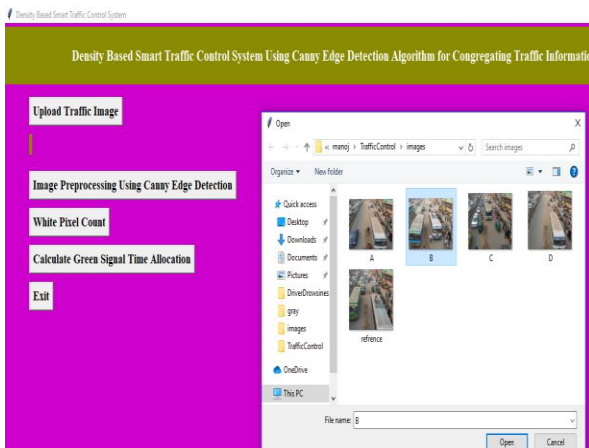 Density Based Smart Traffic Control System
Density Based Smart Traffic Control System Using Canny Edge Detection Algorithm for Congregating Traffic Informatio
Upload Traffic Image
Image Preprocessing Using Canny Edge Detection
White Pixel Count
Calculate Green Signal Time Allocation
Exit
Open X
« manoj › TrafficControl › images Search images
Organize New folder
Quick access
Desktop
Downloads
Documents
Pictures
DriverDrowsines
gray
images
TrafficControl
OneDrive
This PC
A B C D
refrence
File name: B
Open Cancel